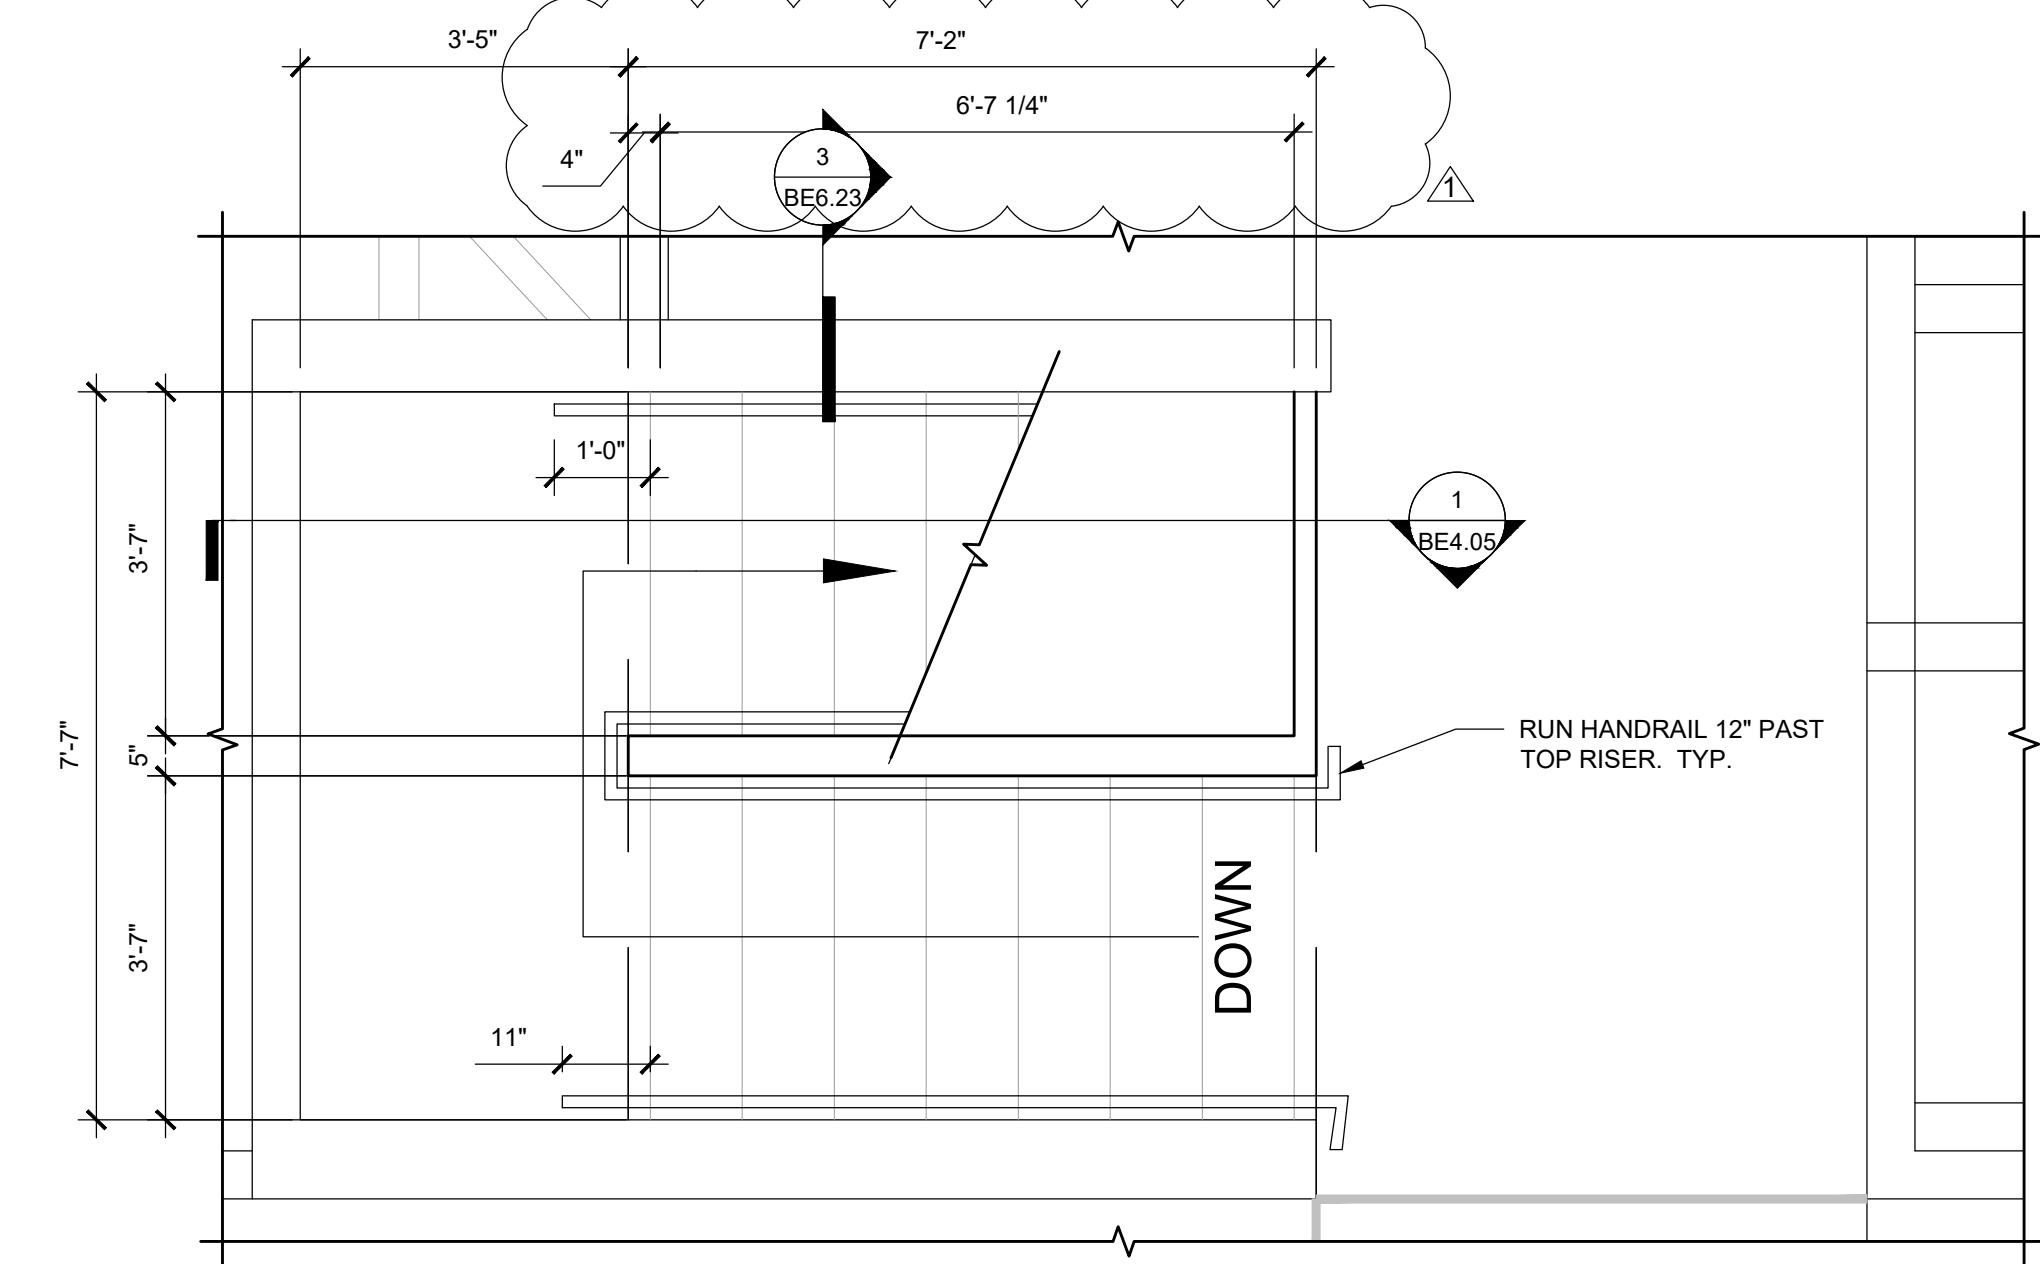 3'-5"
7'-2"
6'-7 1/4"
4"
3
BE6.23
1
1'-0"
1
BE4.05
3'-7"
7'-7"
5"
RUN HANDRAIL 12" PAST
TOP RISER. TYP.
3'-7"
DOWN
11"